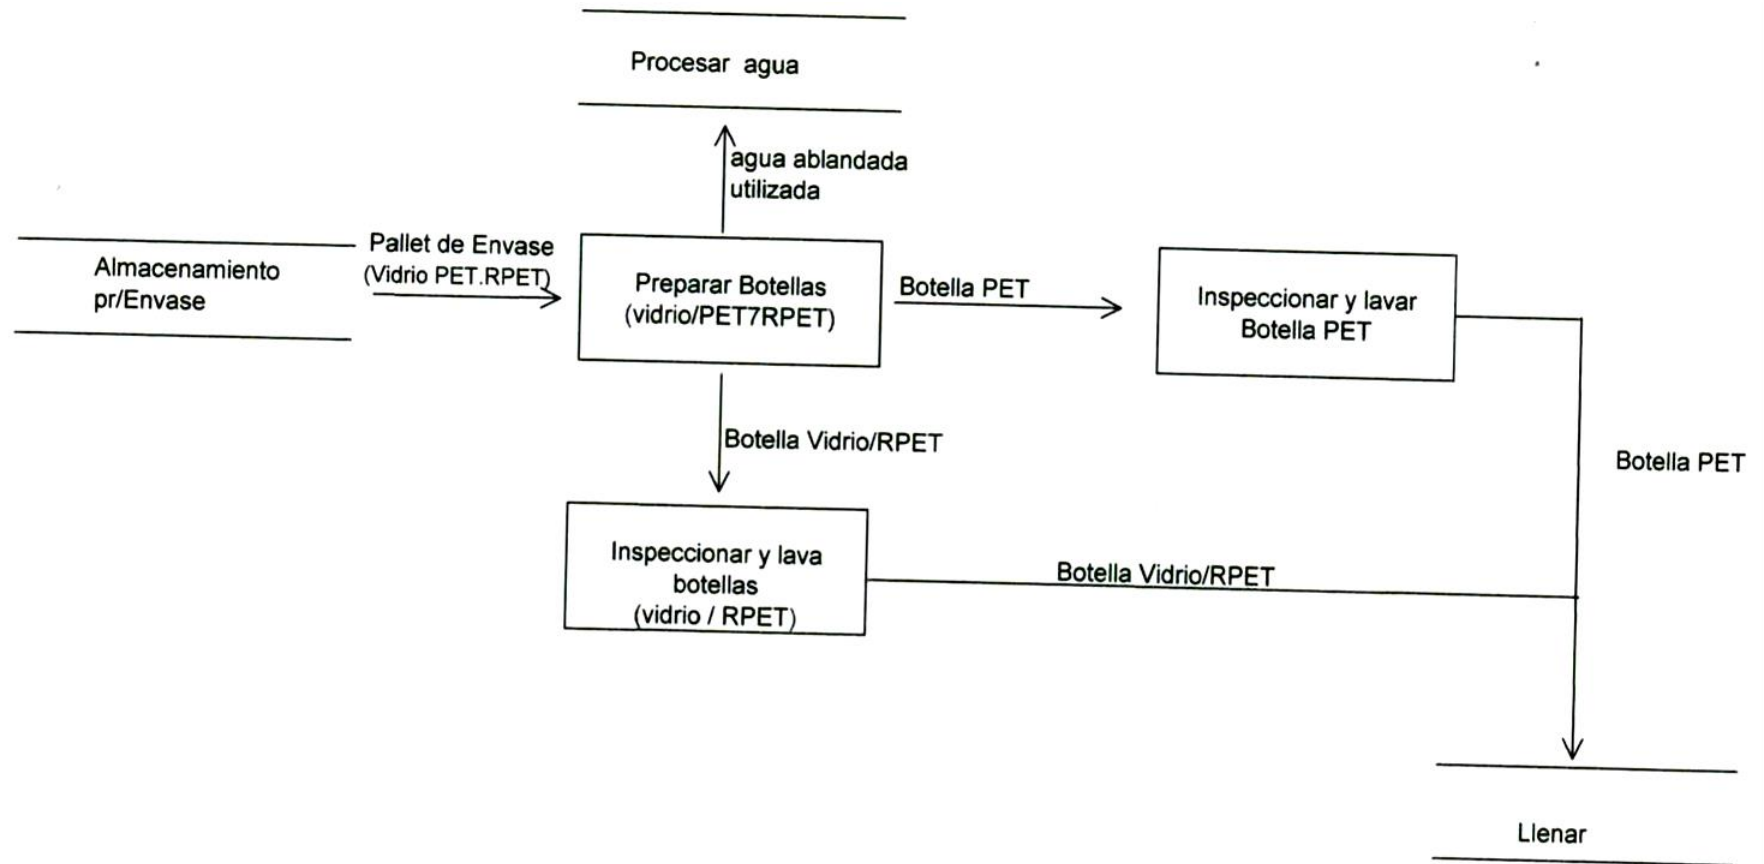 Procesar agua
agua ablandada
utilizada
Almacenamiento
pr/Envase
Pallet de Envase
(Vidrio PET.RPET)
Preparar Botellas
(vidrio/PET7RPET)
Botella PET
Inspeccionar y lavar
Botella PET
Botella Vidrio/RPET
Botella PET
Inspeccionar y lava
botellas
(vidrio / RPET)
Botella Vidrio/RPET
Llenar